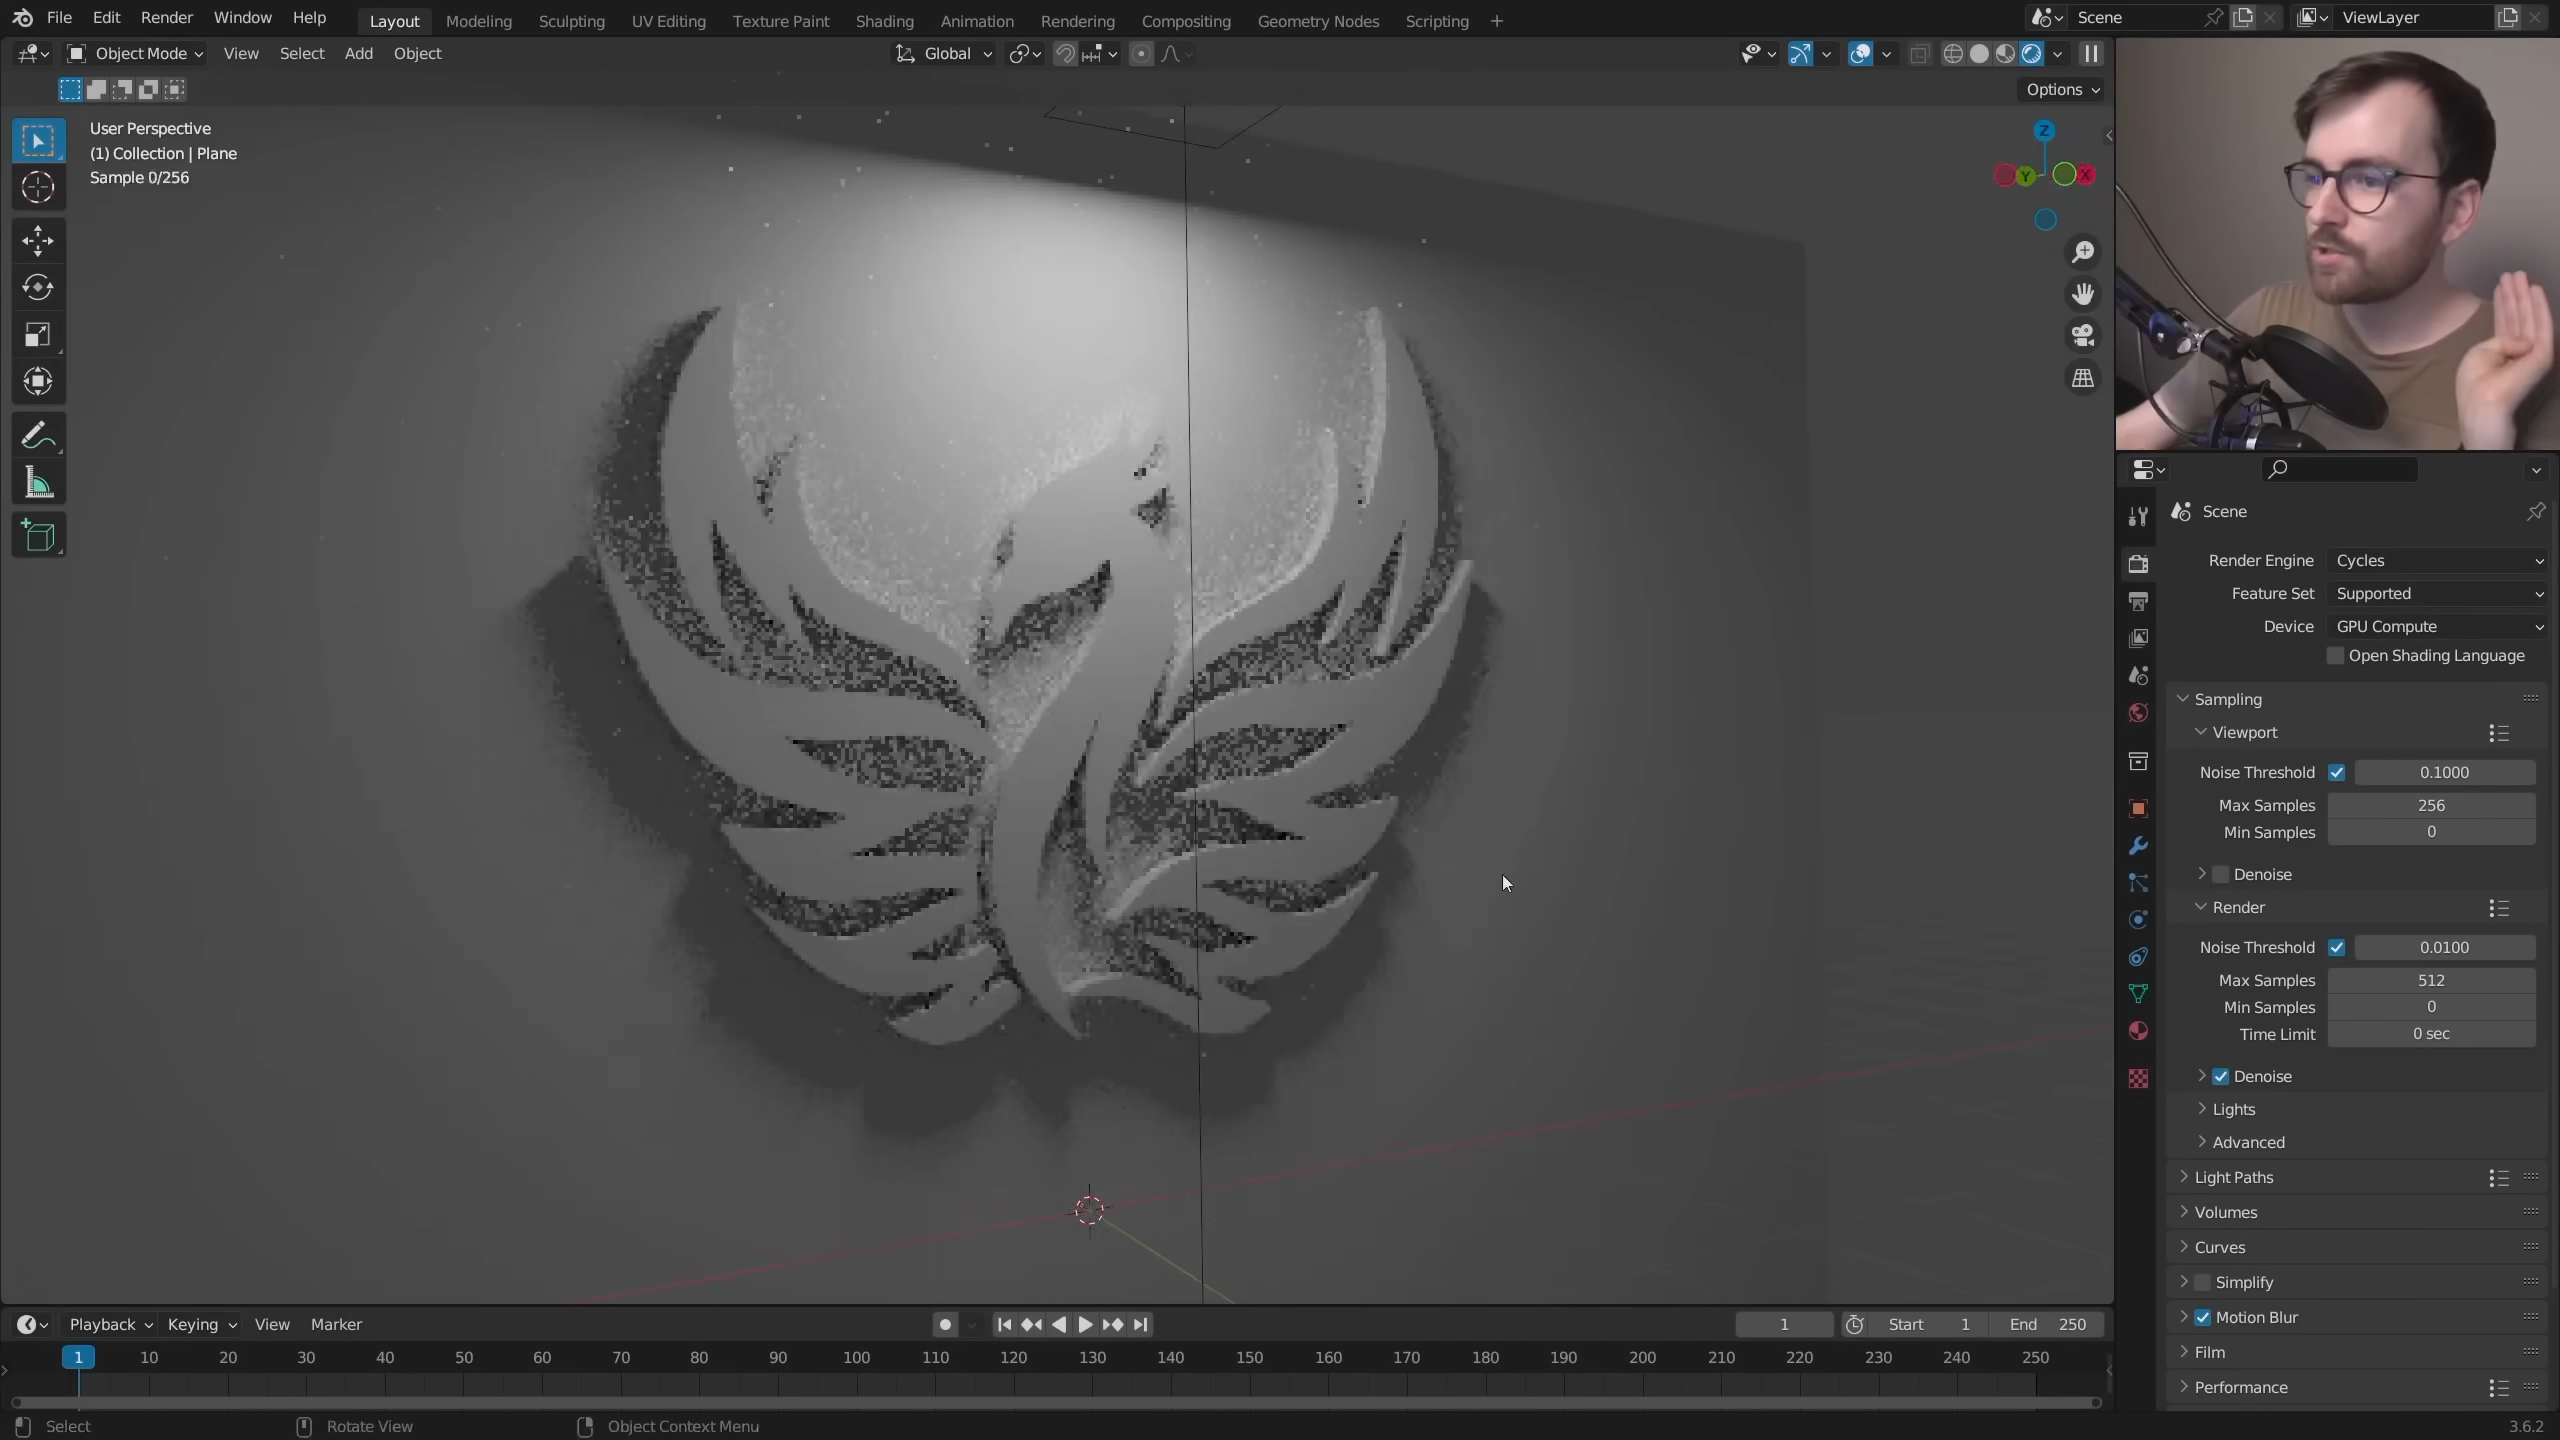 File Edit Render Window Help
Layout Modeling Sculpting UV Editing Texture Paint Shading Animation Rendering Compositing Geometry Nodes Scripting +
Scene ViewLayer
Object Mode View Select Add Object
Global
Options
User Perspective
(1) Collection | Plane
Sample 0/256
Z
Y X
Scene
Render Engine Cycles
Feature Set Supported
Device GPU Compute
Open Shading Language
Sampling
Viewport
Noise Threshold 0.1000
Max Samples 256
Min Samples 0
Denoise
Render
Noise Threshold 0.0100
Max Samples 512
Min Samples 0
Time Limit 0 sec
Denoise
Lights
Advanced
Light Paths
Volumes
Curves
Simplify
Motion Blur
Film
Performance
Playback Keying View Marker
1 Start 1 End 250
1 10 20 30 40 50 60 70 80 90 100 110 120 130 140 150 160 170 180 190 200 210 220 230 240 250
Select Rotate View Object Context Menu
3.6.2